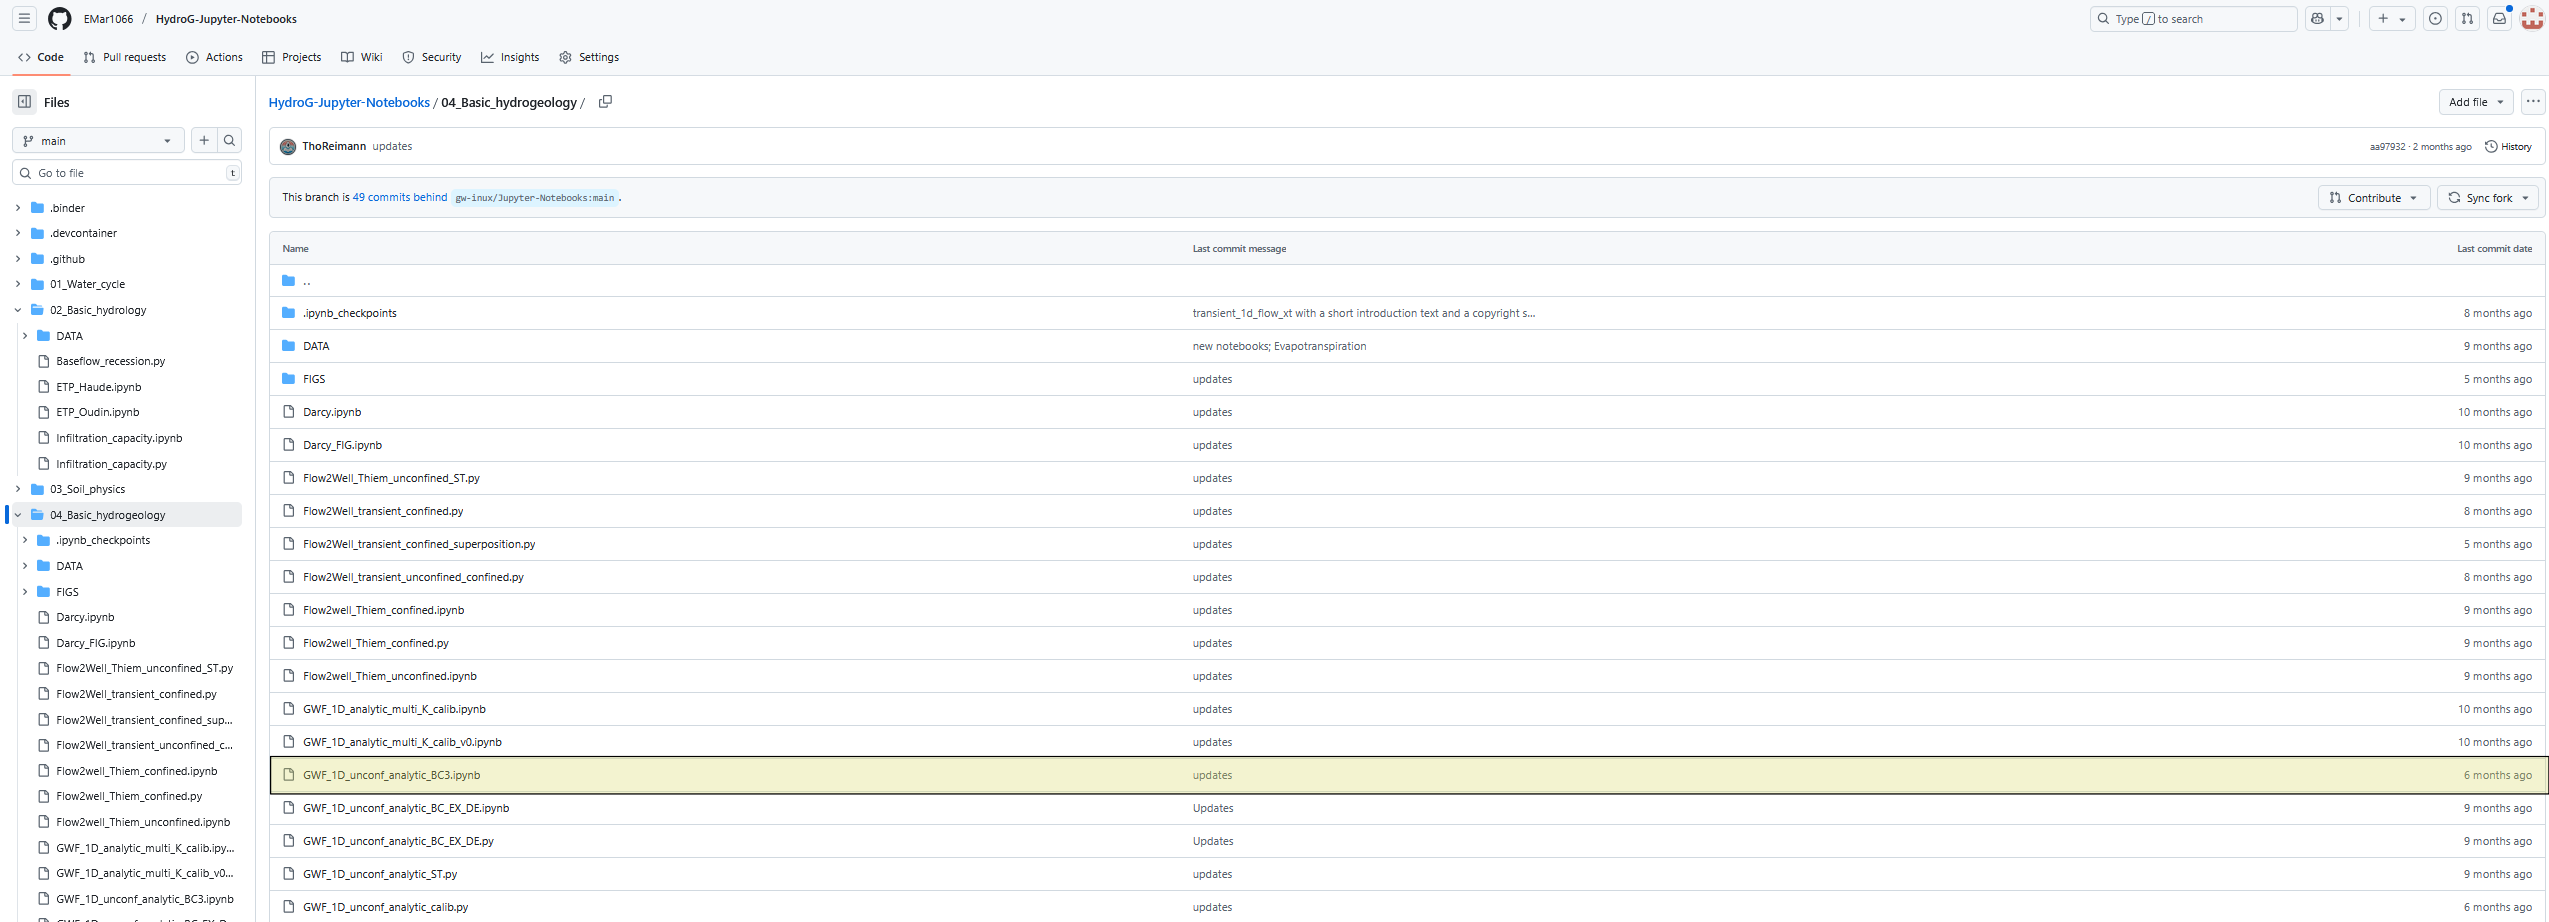 EMar1066 / HydroG-Jupyter-Notebooks
Type / to search
Code Pull requests Actions Projects Wiki Security Insights Settings
Files
main
Go to file t
.binder
.devcontainer
.github
01_Water_cycle
02_Basic_hydrology
DATA
Baseflow_recession.py
ETP_Haude.ipynb
ETP_Oudin.ipynb
Infiltration_capacity.ipynb
Infiltration_capacity.py
03_Soil_physics
04_Basic_hydrogeology
.ipynb_checkpoints
DATA
FIGS
Darcy.ipynb
Darcy_FIG.ipynb
Flow2Well_Thiem_unconfined_ST.py
Flow2Well_transient_confined.py
Flow2Well_transient_confined_sup...
Flow2Well_transient_unconfined_c...
Flow2well_Thiem_confined.ipynb
Flow2well_Thiem_confined.py
Flow2well_Thiem_unconfined.ipynb
GWF_1D_analytic_multi_K_calib.ipy...
GWF_1D_analytic_multi_K_calib_v0...
GWF_1D_unconf_analytic_BC3.ipynb
HydroG-Jupyter-Notebooks / 04_Basic_hydrogeology /
Add file
ThoReimann updates
aa97932 · 2 months ago History
This branch is 49 commits behind gw-inux/Jupyter-Notebooks:main .
Contribute Sync fork
Name Last commit message Last commit date
..
.ipynb_checkpoints transient_1d_flow_xt with a short introduction text and a copyright s... 8 months ago
DATA new notebooks; Evapotranspiration 9 months ago
FIGS updates 5 months ago
Darcy.ipynb updates 10 months ago
Darcy_FIG.ipynb updates 10 months ago
Flow2Well_Thiem_unconfined_ST.py updates 9 months ago
Flow2Well_transient_confined.py updates 8 months ago
Flow2Well_transient_confined_superposition.py updates 5 months ago
Flow2Well_transient_unconfined_confined.py updates 8 months ago
Flow2well_Thiem_confined.ipynb updates 9 months ago
Flow2well_Thiem_confined.py updates 9 months ago
Flow2well_Thiem_unconfined.ipynb updates 9 months ago
GWF_1D_analytic_multi_K_calib.ipynb updates 10 months ago
GWF_1D_analytic_multi_K_calib_v0.ipynb updates 10 months ago
GWF_1D_unconf_analytic_BC3.ipynb updates 6 months ago
GWF_1D_unconf_analytic_BC_EX_DE.ipynb Updates 9 months ago
GWF_1D_unconf_analytic_BC_EX_DE.py Updates 9 months ago
GWF_1D_unconf_analytic_ST.py updates 9 months ago
GWF_1D_unconf_analytic_calib.py updates 6 months ago